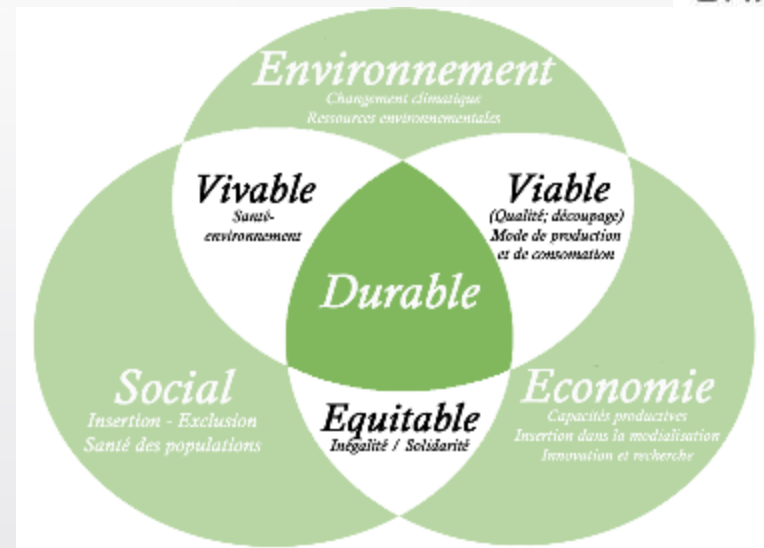 Environnement
Changement climatique
Ressources environnementales
Vivable
Santé-
environnement
Viable
(Qualité; découpage)
Mode de production
et de consomation
Durable
Social
Insertion - Exclusion
Santé des populations
Equitable
Inégalité / Solidarité
Economie
Capacités productives
Insertion dans la modialisation
Innovation et recherche